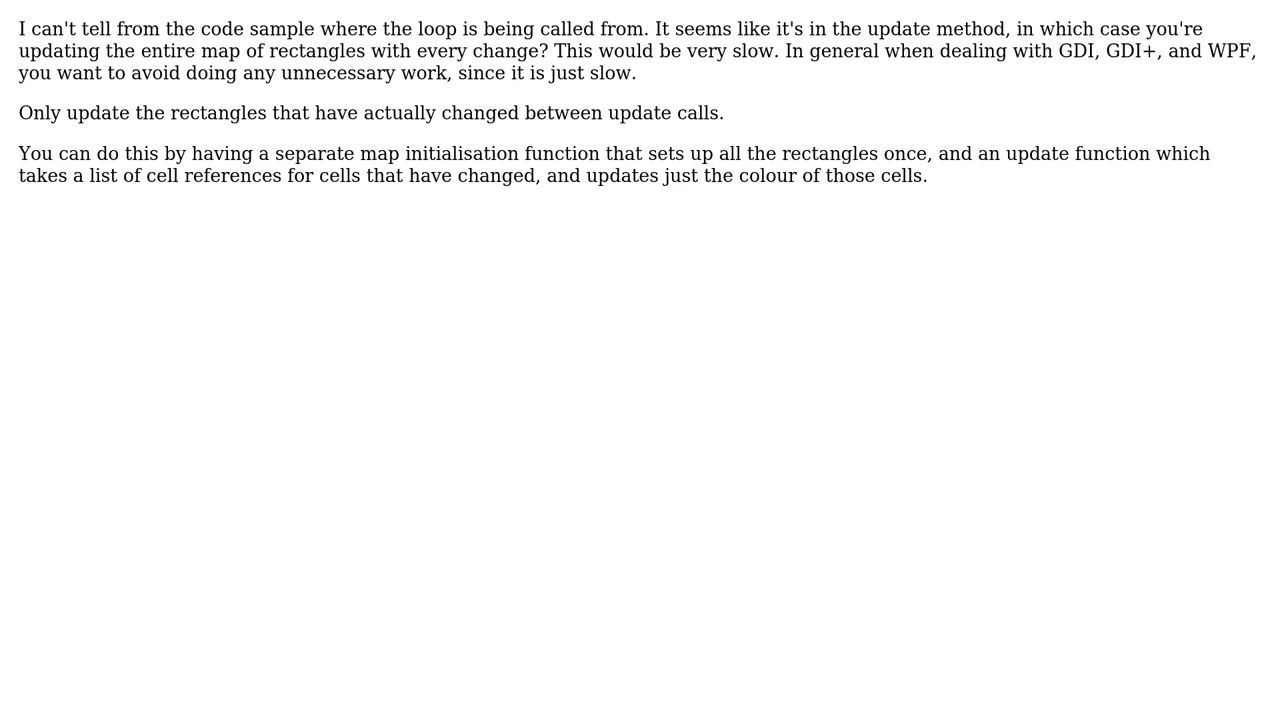 I can't tell from the code sample where the loop is being called from. It seems like it's in the update method, in which case you're
updating the entire map of rectangles with every change? This would be very slow. In general when dealing with GDI, GDI+, and WPF,
you want to avoid doing any unnecessary work, since it is just slow.
Only update the rectangles that have actually changed between update calls.
You can do this by having a separate map initialisation function that sets up all the rectangles once, and an update function which
takes a list of cell references for cells that have changed, and updates just the colour of those cells.